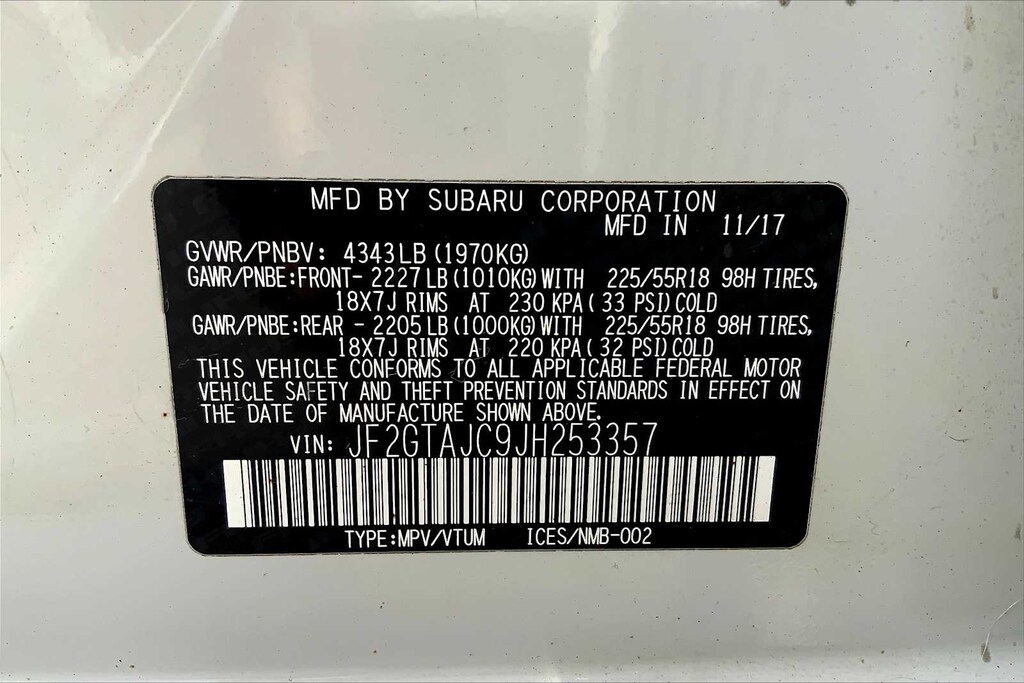 MFD BY SUBARU CORPORATION
MFD IN 11/17
GVWR/PNBV: 4343LB(1970KG)
GAWR/PNBE:FRONT- 2227LB(1010KG)WITH 225/55R18 98H TIRES,
18X7J RIMS AT 230 KPA( 33 PSI)COLD
GAWR/PNBE:REAR - 2205LB(1000KG)WITH 225/55R18 98H TIRES,
18X7J RIMS AT 220 KPA( 32 PSI)COLD
THIS VEHICLE CONFORMS TO ALL APPLICABLE FEDERAL MOTOR
VEHICLE SAFETY AND THEFT PREVENTION STANDARDS IN EFFECT ON
THE DATE OF MANUFACTURE SHOWN ABOVE.
VIN: JF2GTAJC9JH253357
TYPE:MPV/VTUM ICES/NMB-002